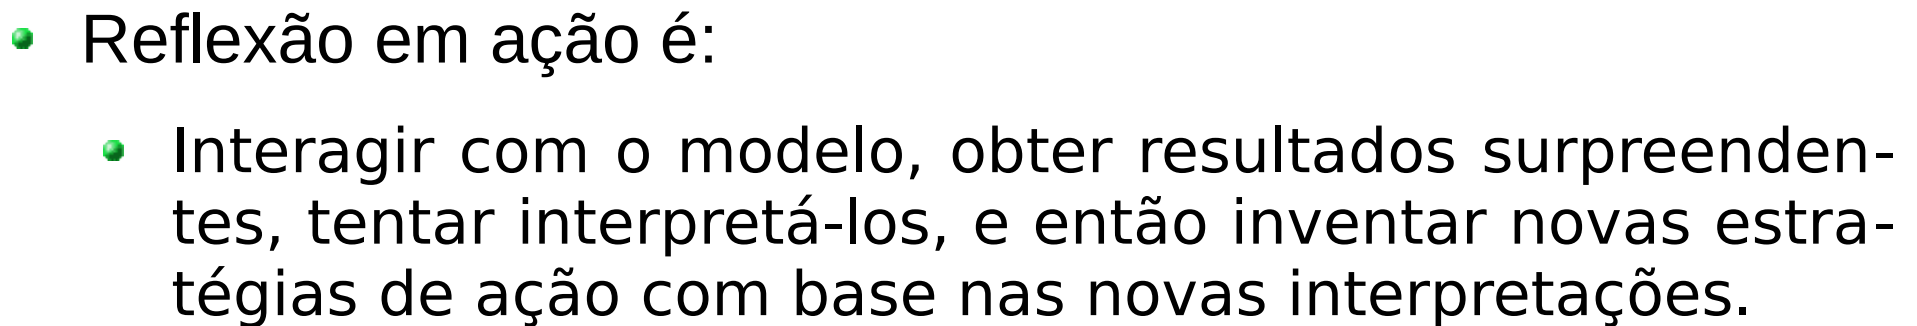 Reflexão em ação é:
Interagir com o modelo, obter resultados surpreenden-
tes, tentar interpretá-los, e então inventar novas estra-
tégias de ação com base nas novas interpretações.